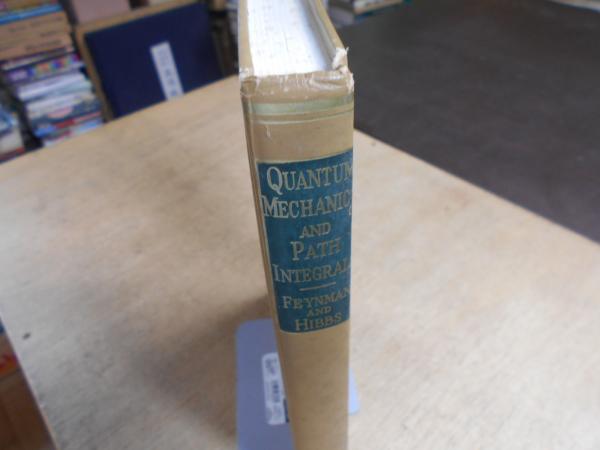 QUANTUM
MECHANICS
AND
PATH
INTEGRALS
FEYNMAN
AND
HIBBS